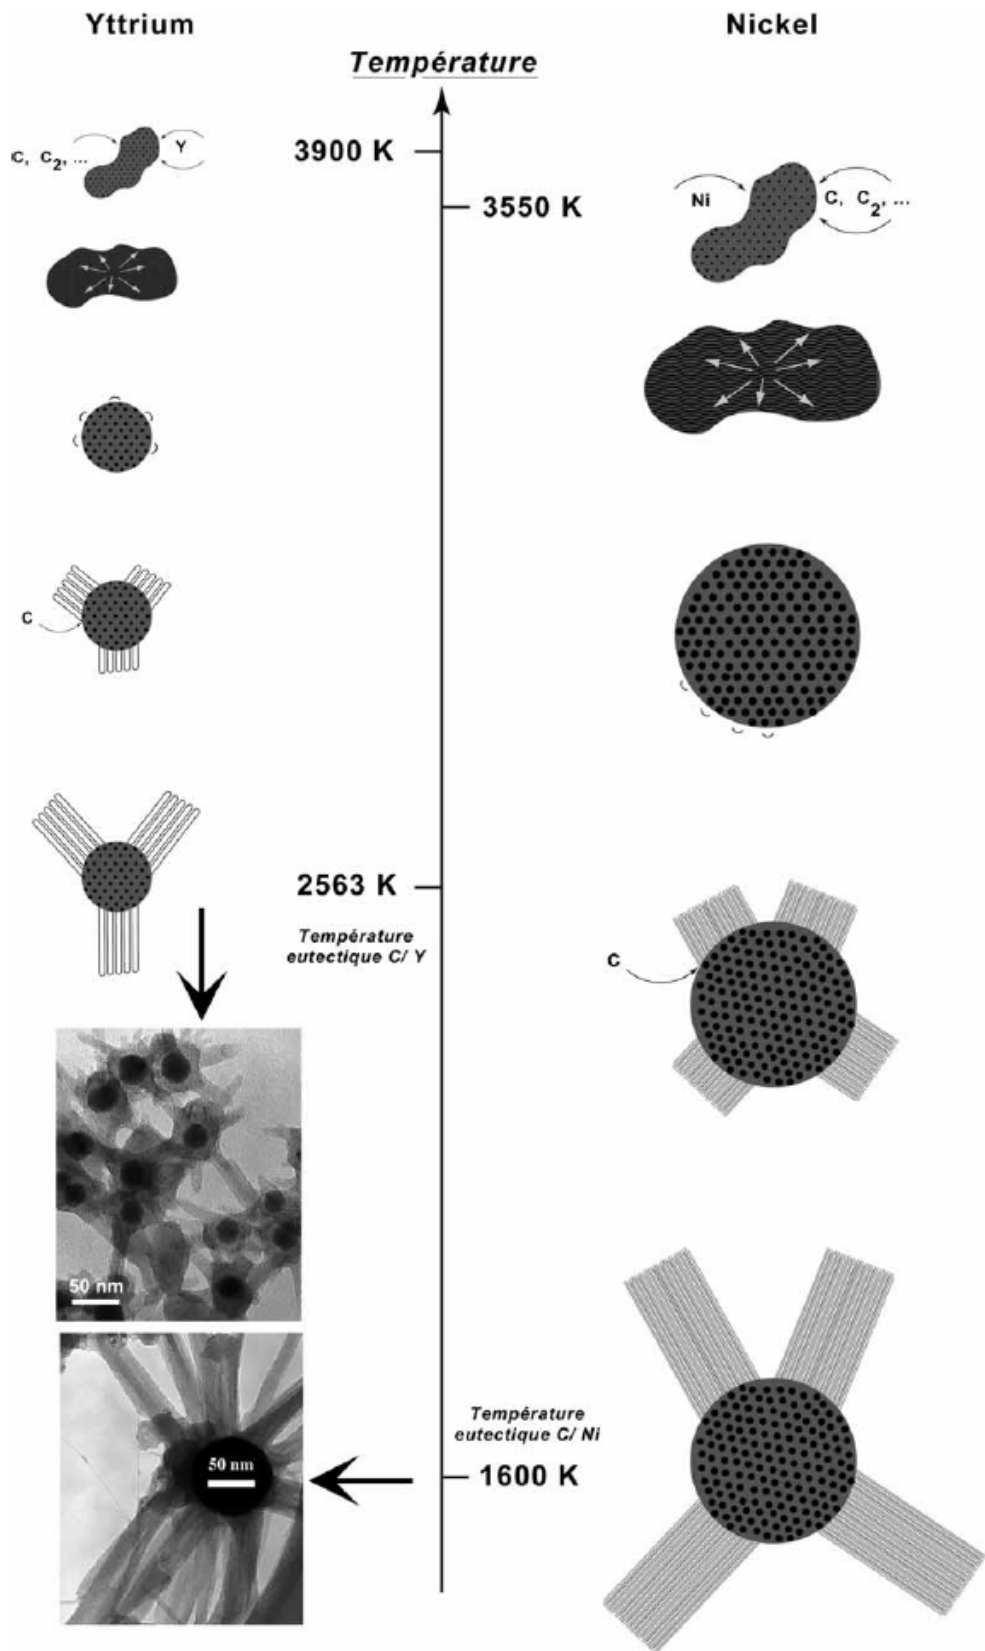 Yttrium
Nickel
Température
C, C2, ...
Y
3900 K
3550 K
Ni
C, C2, ...
C
2563 K
Température
eutectique C/ Y
C
50 nm
Température
eutectique C/ Ni
1600 K
50 nm